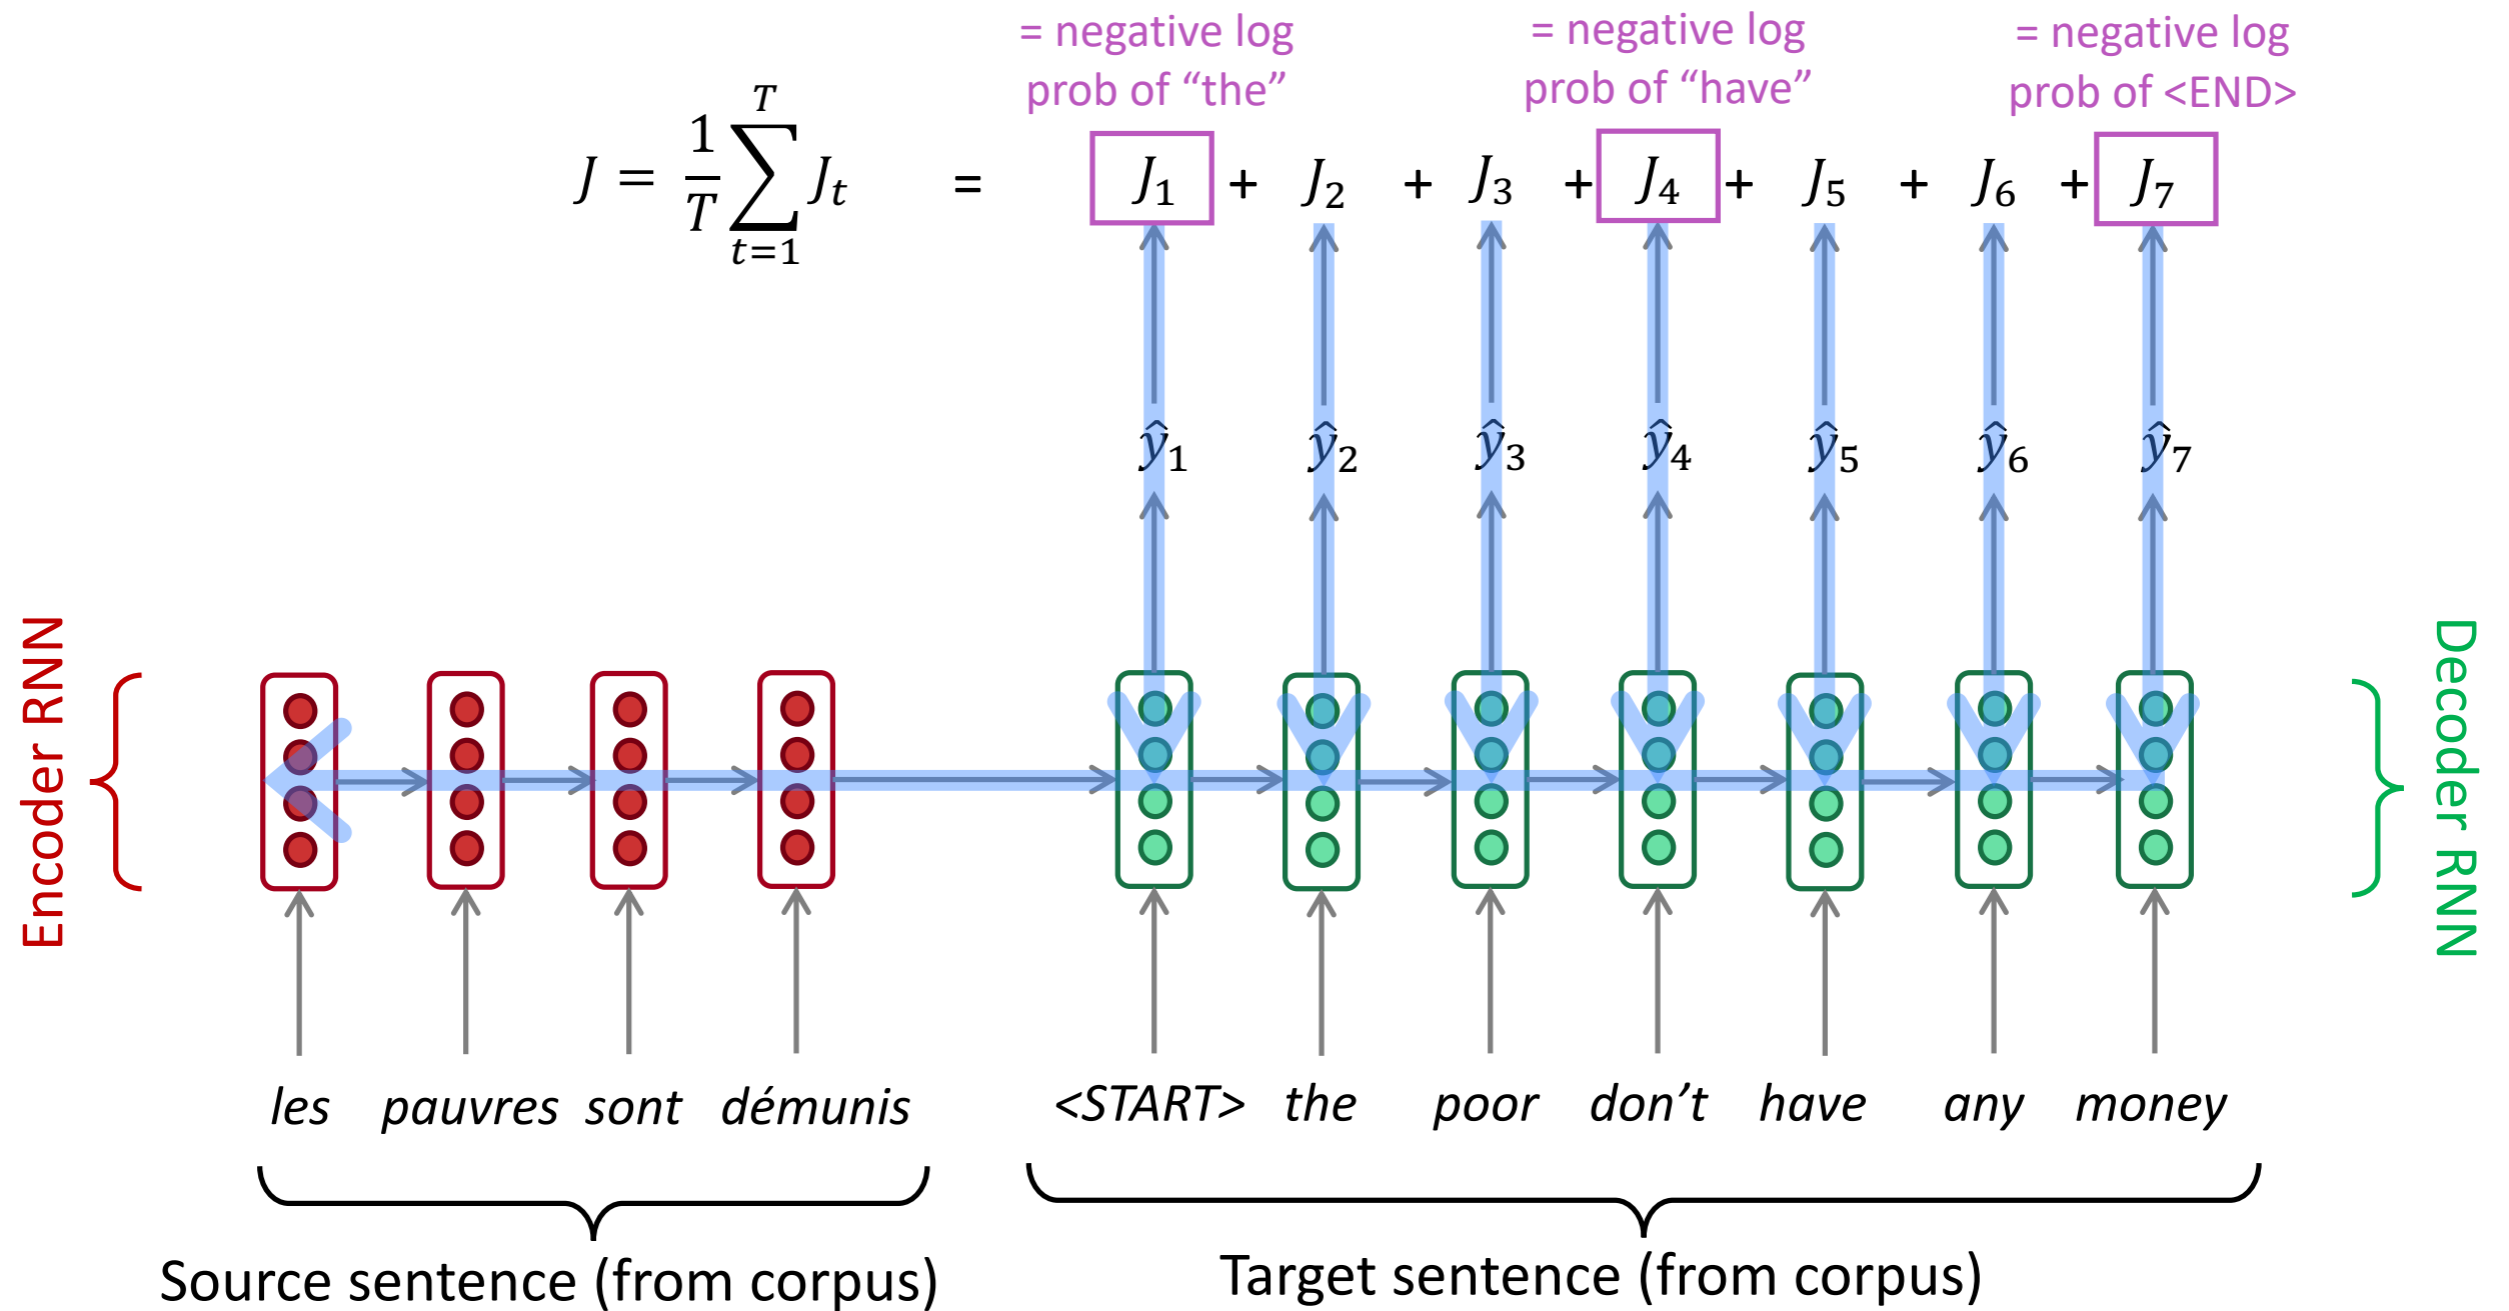 = negative log
prob of “the”
= negative log
prob of “have”
= negative log
prob of <END>
J = 1/T ∑_{t=1}^{T} J_t = J_1 + J_2 + J_3 + J_4 + J_5 + J_6 + J_7
ŷ_1 ŷ_2 ŷ_3 ŷ_4 ŷ_5 ŷ_6 ŷ_7
Encoder RNN
Decoder RNN
les pauvres sont démunis <START> the poor don’t have any money
Source sentence (from corpus)
Target sentence (from corpus)